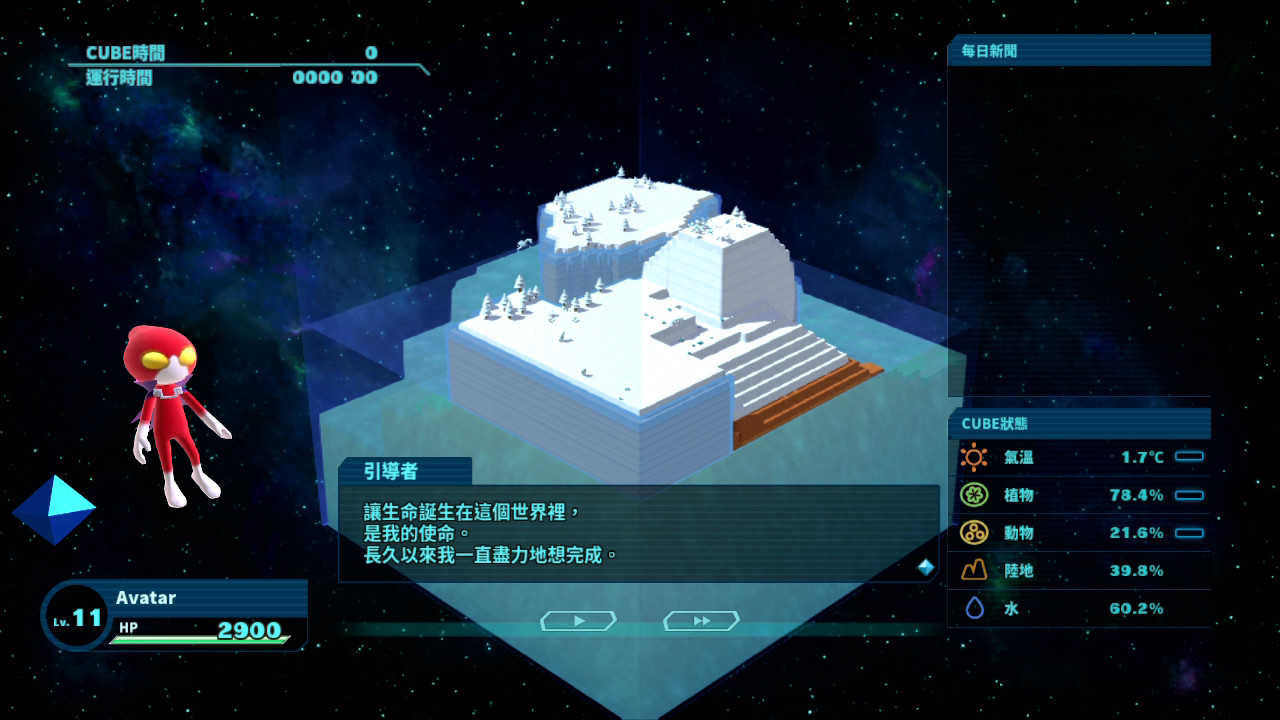 CUBE時間 0
運行時間 0000 : 00
每日新聞
CUBE狀態
氣溫 1.7℃
植物 78.4%
動物 21.6%
陸地 39.8%
水 60.2%
引導者
讓生命誕生在這個世界裡，
是我的使命。
長久以來我一直盡力地想完成。
Lv. 11 Avatar
HP 2900